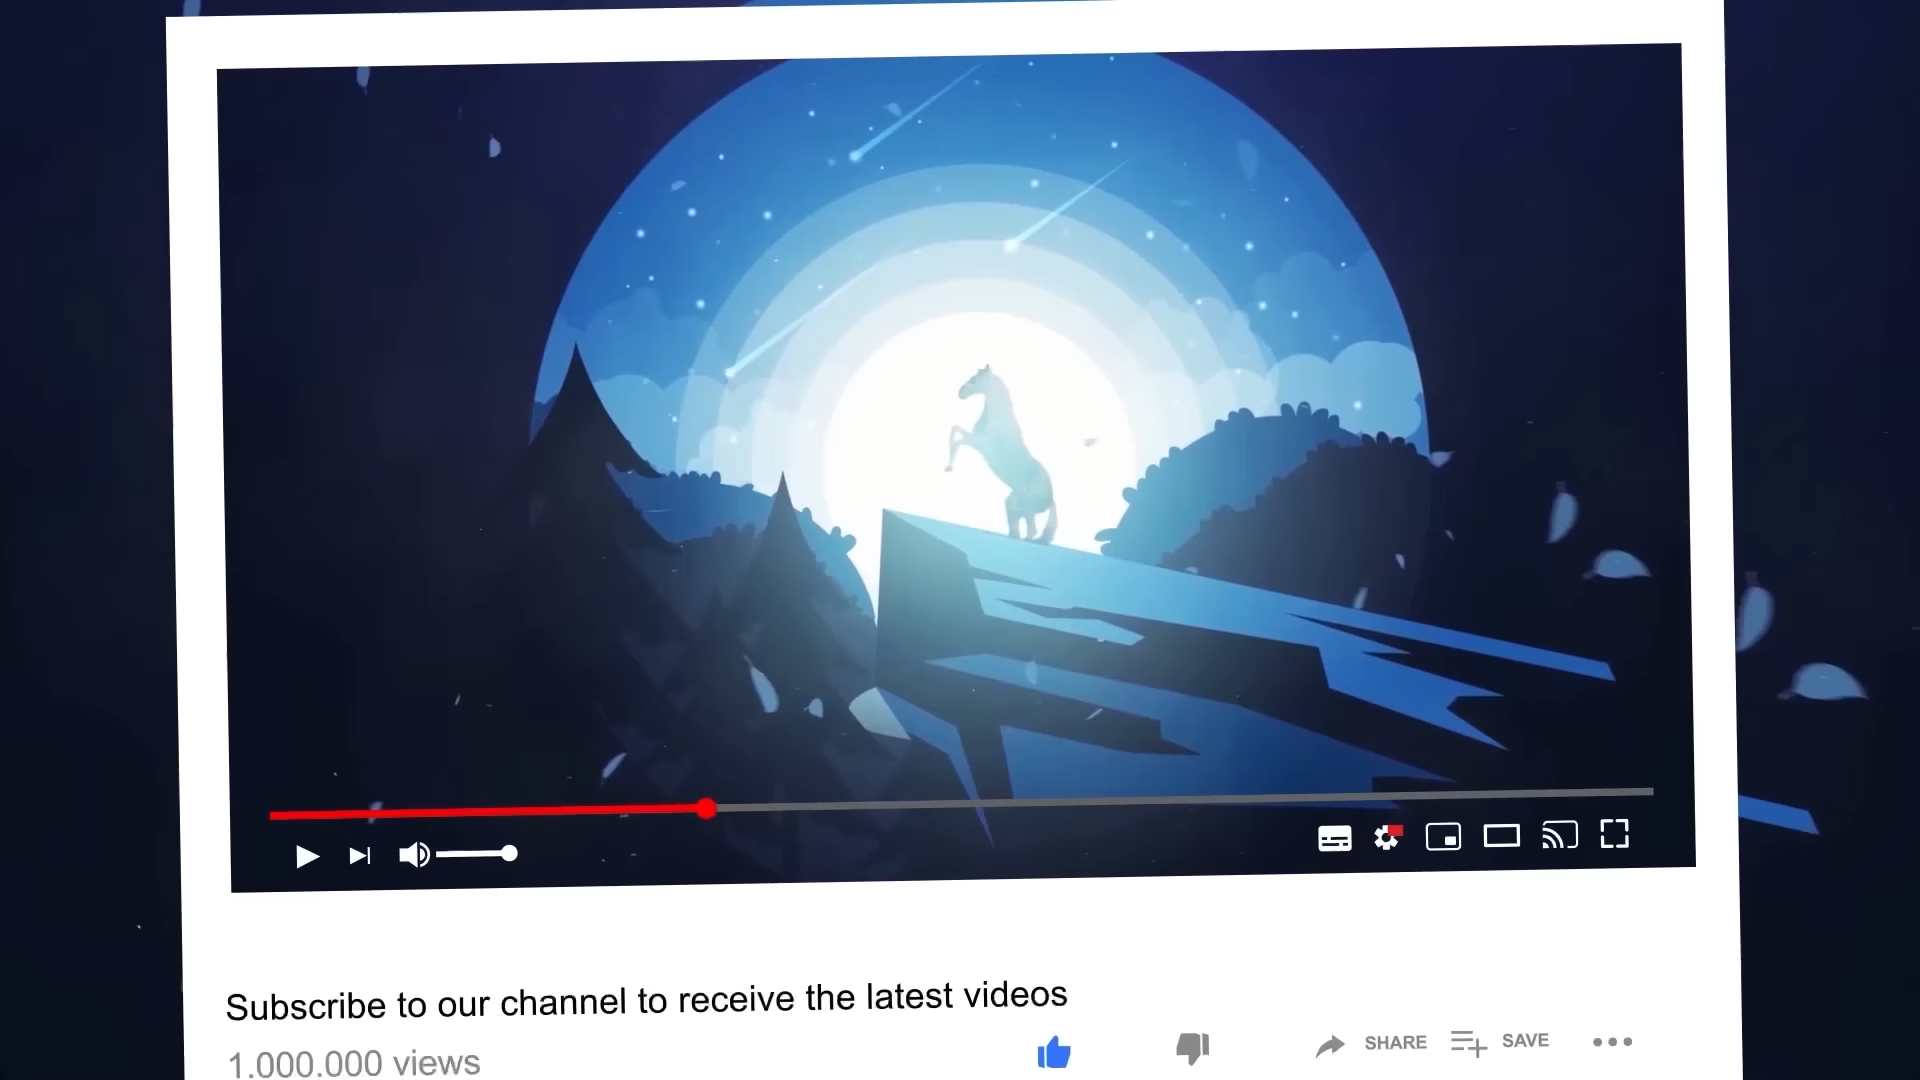 Subscribe to our channel to receive the latest videos
1.000.000 views
SHARE
SAVE